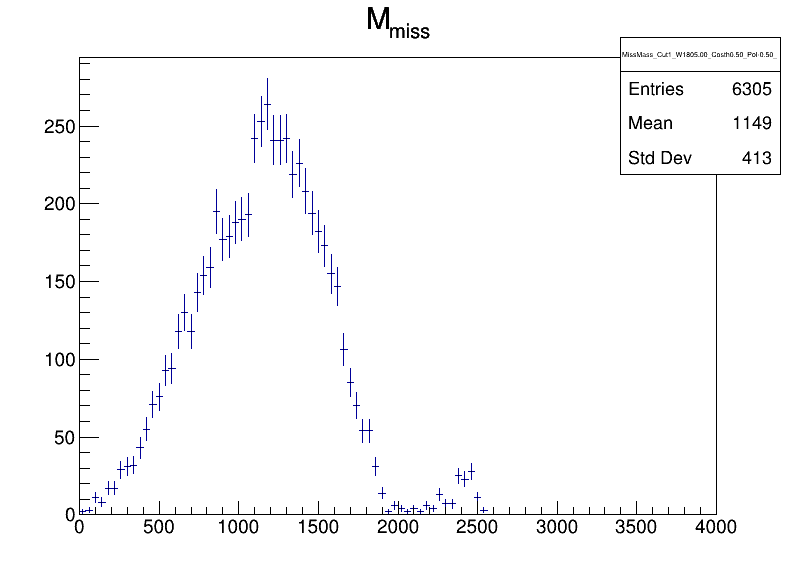 M_miss
MissMass_Cut1_W1805.00_Costh0.50_Pol-0.50_
Entries 6305
Mean 1149
Std Dev 413
250
200
150
100
50
0
0 500 1000 1500 2000 2500 3000 3500 4000